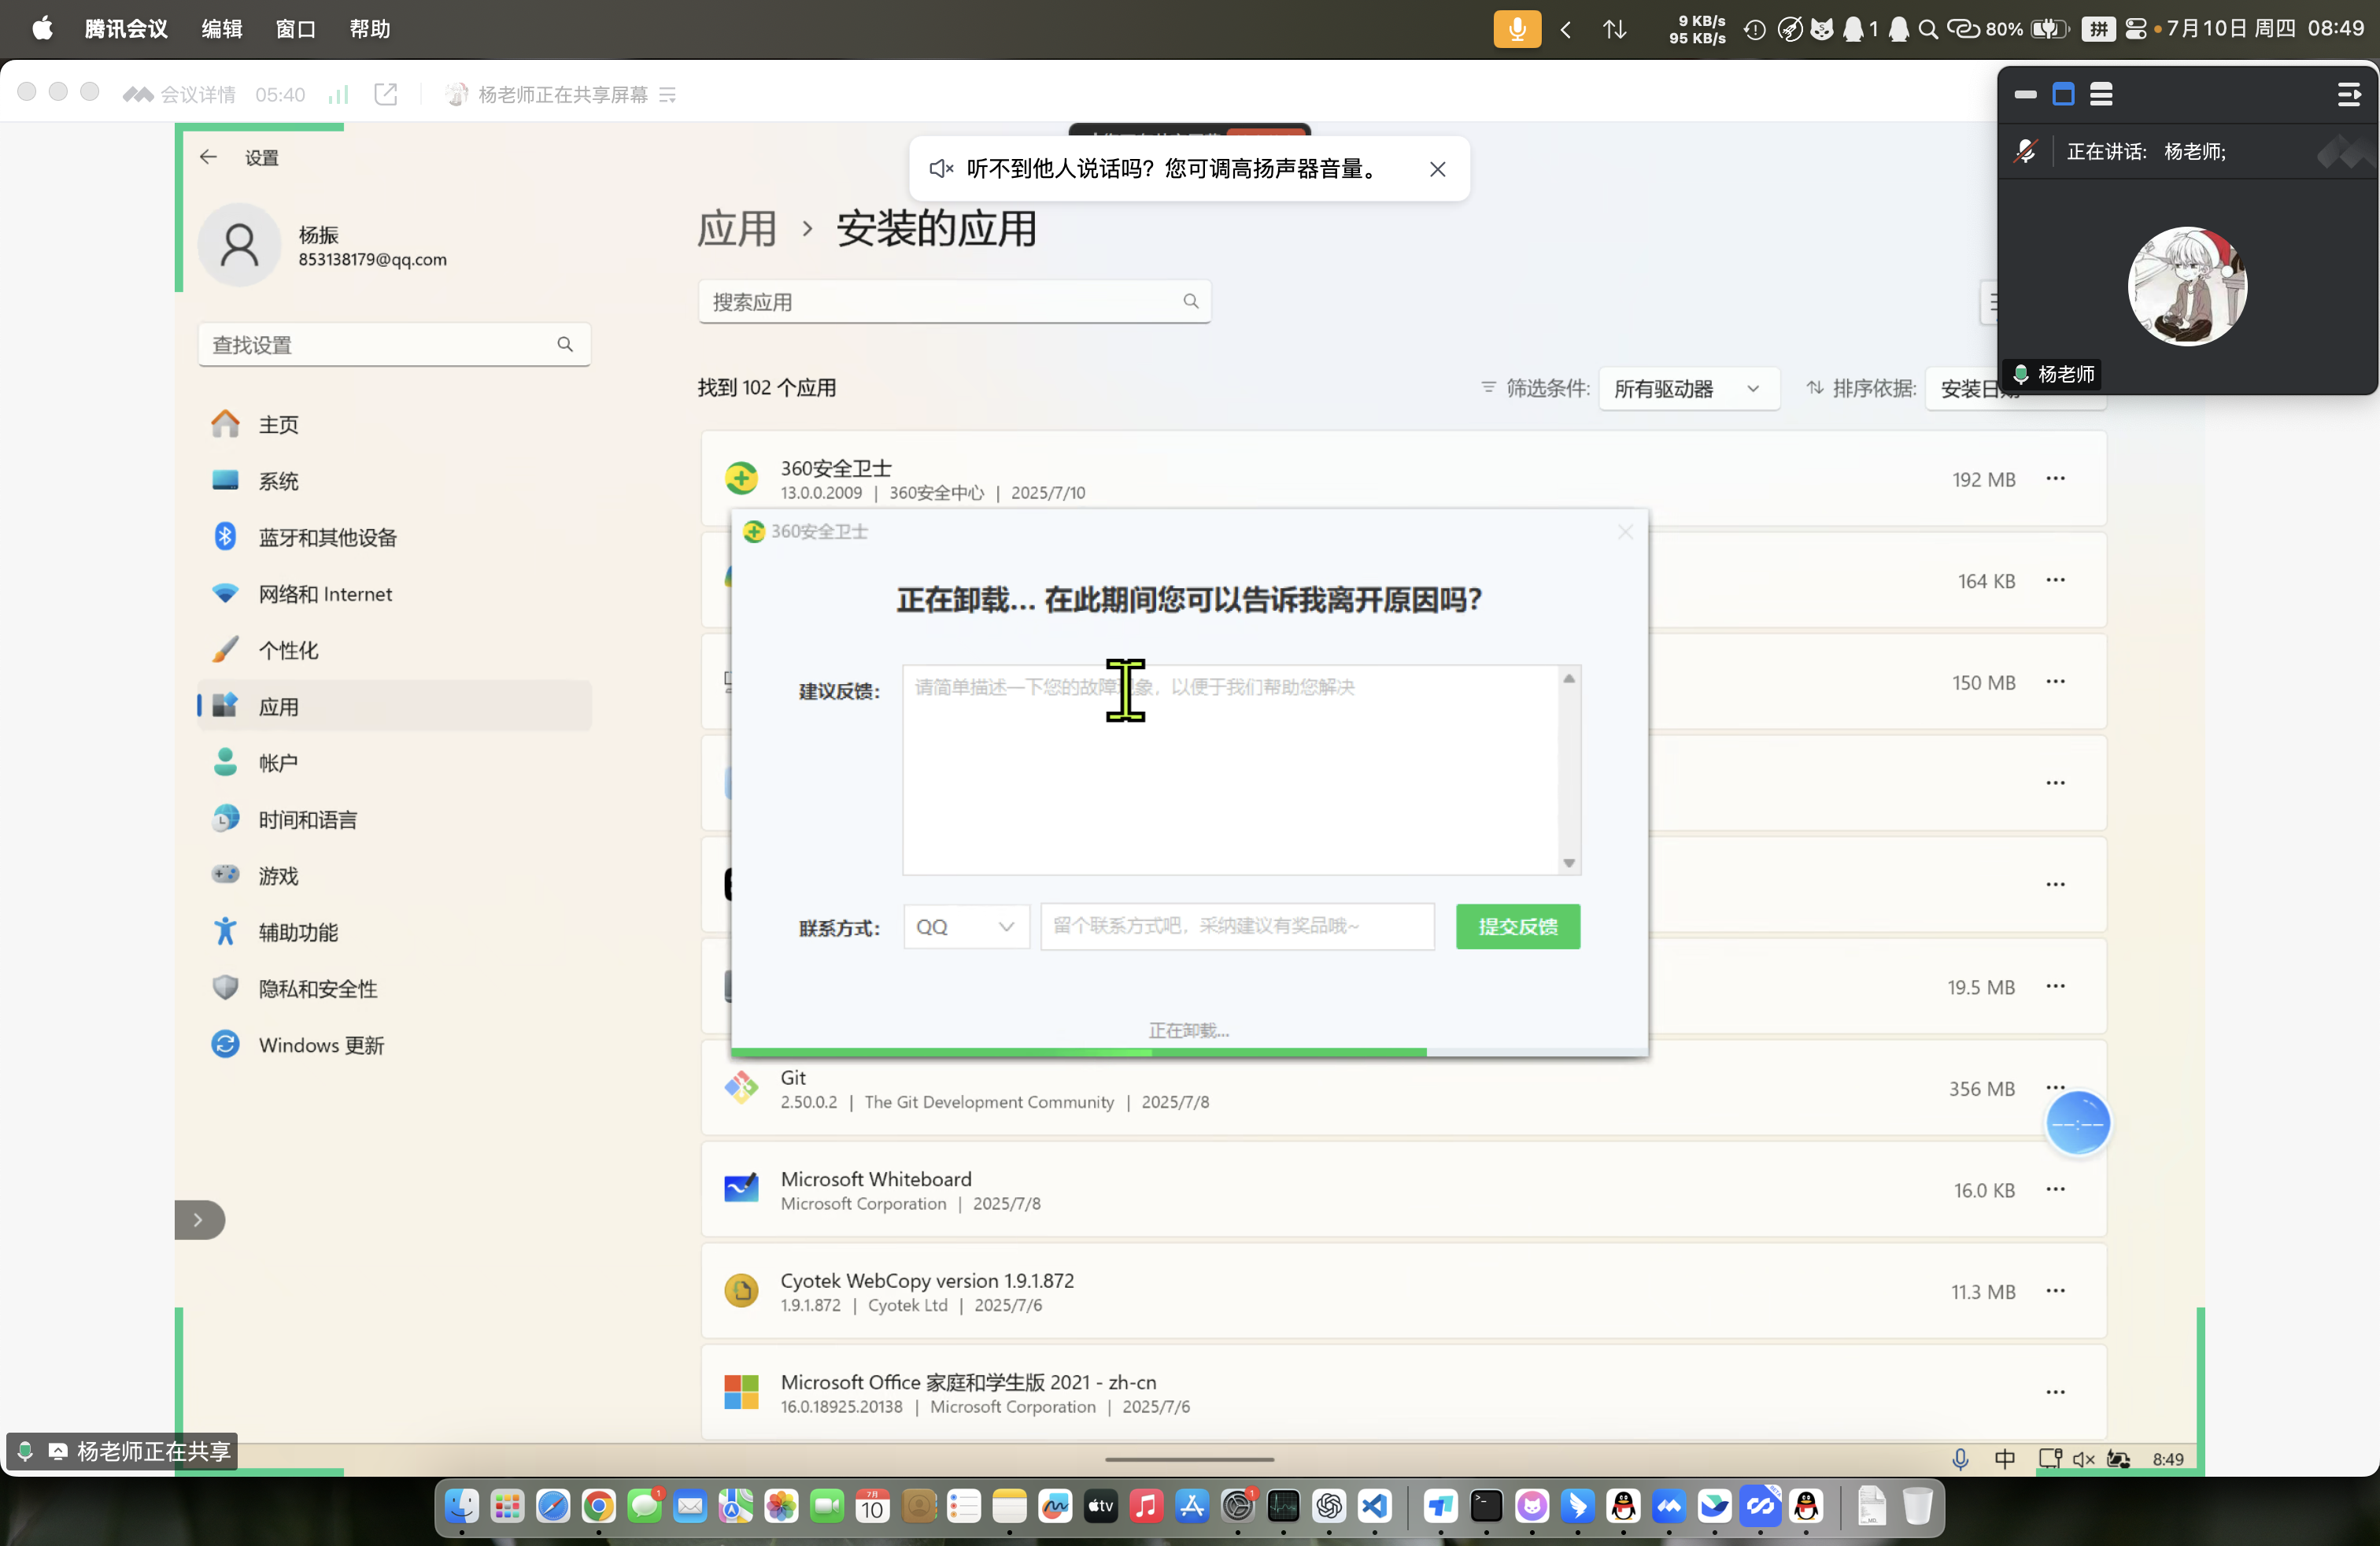 腾讯会议 编辑 窗口 帮助
9 KB/s
95 KB/s
1
80%
拼
7月10日 周四 08:49
会议详情 05:40
杨老师正在共享屏幕
听不到他人说话吗？您可调高扬声器音量。
正在讲话： 杨老师;
杨老师
设置
杨振
853138179@qq.com
查找设置
主页
系统
蓝牙和其他设备
网络和 Internet
个性化
应用
帐户
时间和语言
游戏
辅助功能
隐私和安全性
Windows 更新
应用 › 安装的应用
搜索应用
找到 102 个应用
筛选条件: 所有驱动器
排序依据: 安装日期
360安全卫士
13.0.0.2009 | 360安全中心 | 2025/7/10
192 MB
164 KB
150 MB
19.5 MB
360安全卫士
正在卸载... 在此期间您可以告诉我离开原因吗？
建议反馈：
请简单描述一下您的故障现象，以便于我们帮助您解决
联系方式：
QQ
留个联系方式吧，采纳建议有奖品哦~
提交反馈
正在卸载...
Git
2.50.0.2 | The Git Development Community | 2025/7/8
356 MB
--:--
Microsoft Whiteboard
Microsoft Corporation | 2025/7/8
16.0 KB
Cyotek WebCopy version 1.9.1.872
1.9.1.872 | Cyotek Ltd | 2025/7/6
11.3 MB
Microsoft Office 家庭和学生版 2021 - zh-cn
16.0.18925.20138 | Microsoft Corporation | 2025/7/6
杨老师正在共享
中
8:49
1
7月
10
tv
1